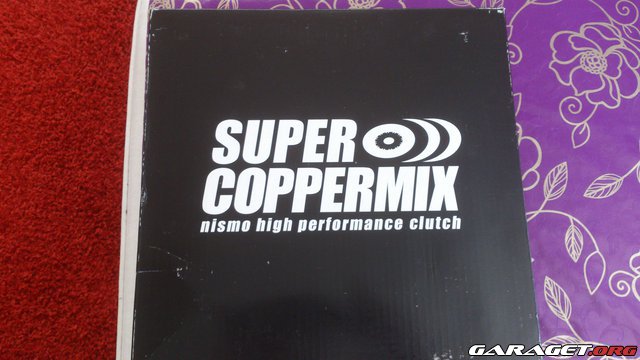 SUPER
COPPERMIX
nismo high performance clutch
GARAGET.ORG